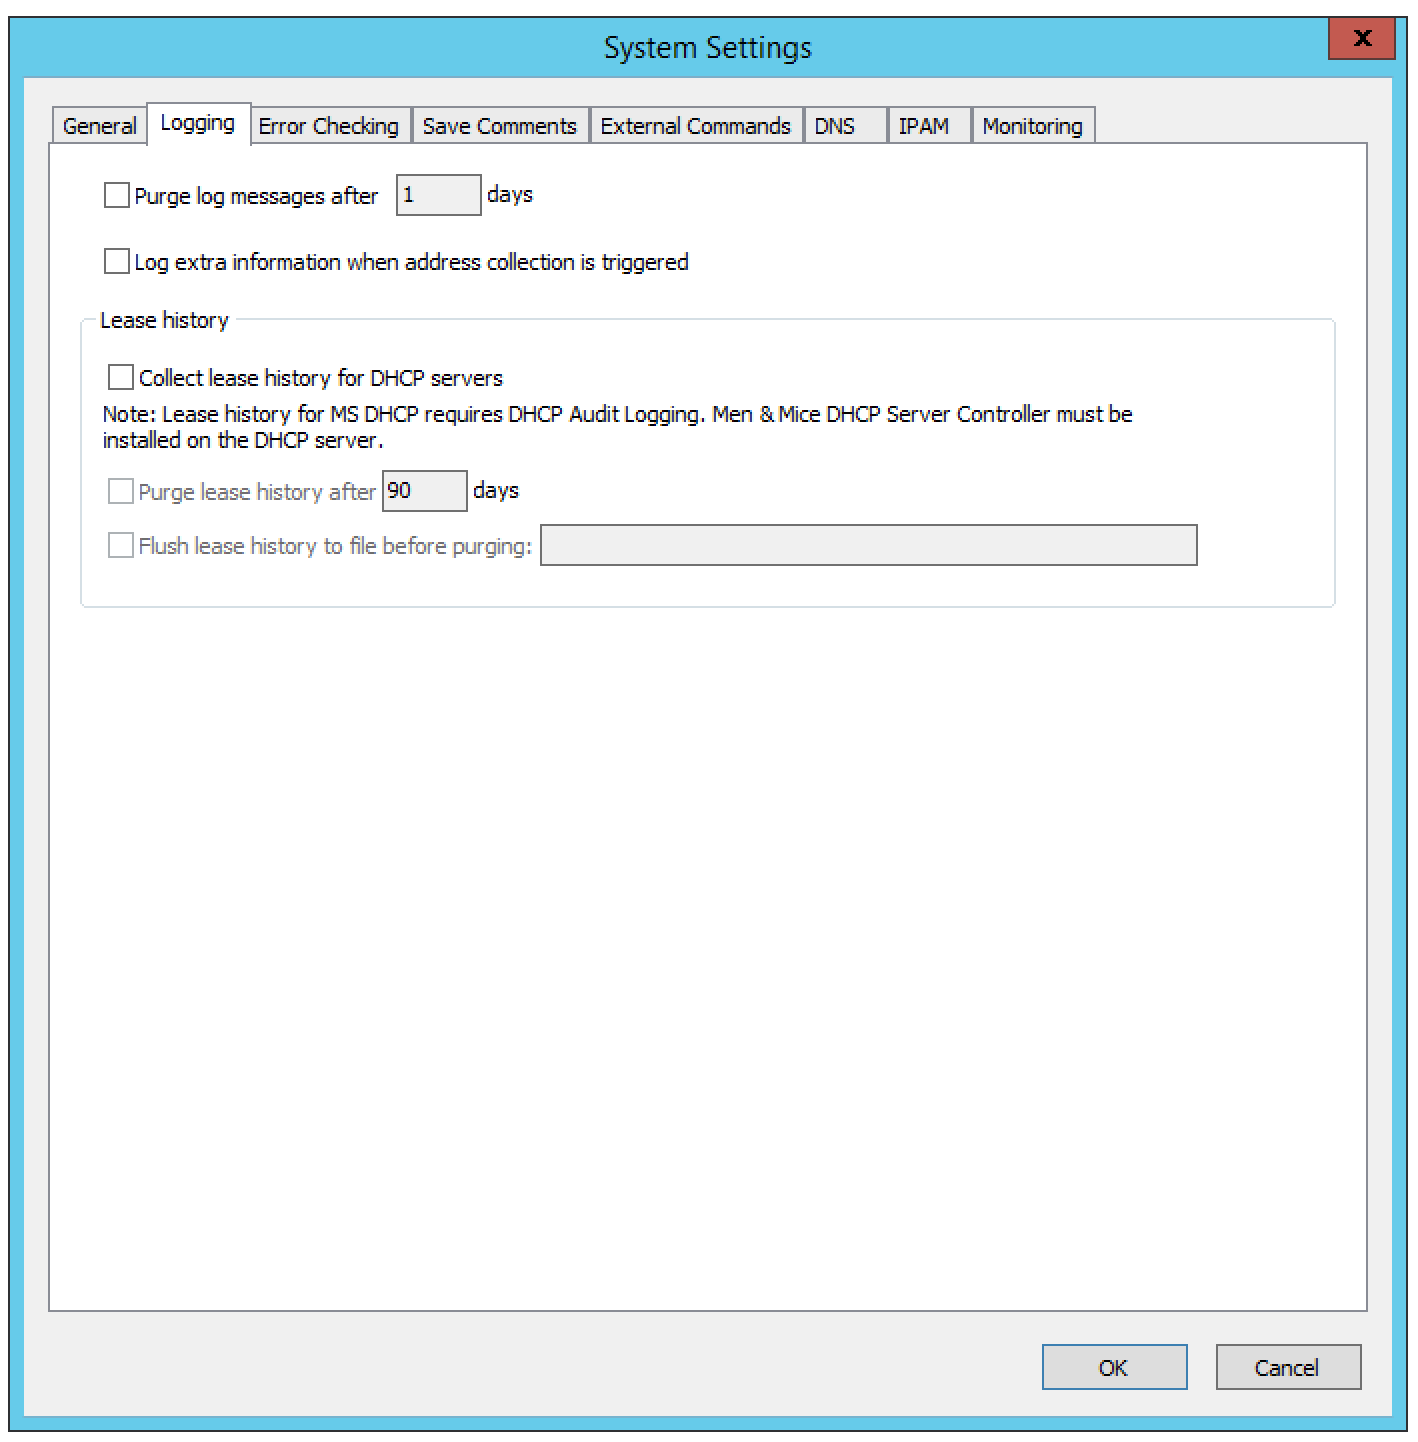 System Settings
x
General Logging Error Checking Save Comments External Commands DNS IPAM Monitoring
Purge log messages after 1 days
Log extra information when address collection is triggered
Lease history
Collect lease history for DHCP servers
Note: Lease history for MS DHCP requires DHCP Audit Logging. Men & Mice DHCP Server Controller must be
installed on the DHCP server.
Purge lease history after 90 days
Flush lease history to file before purging:
OK Cancel